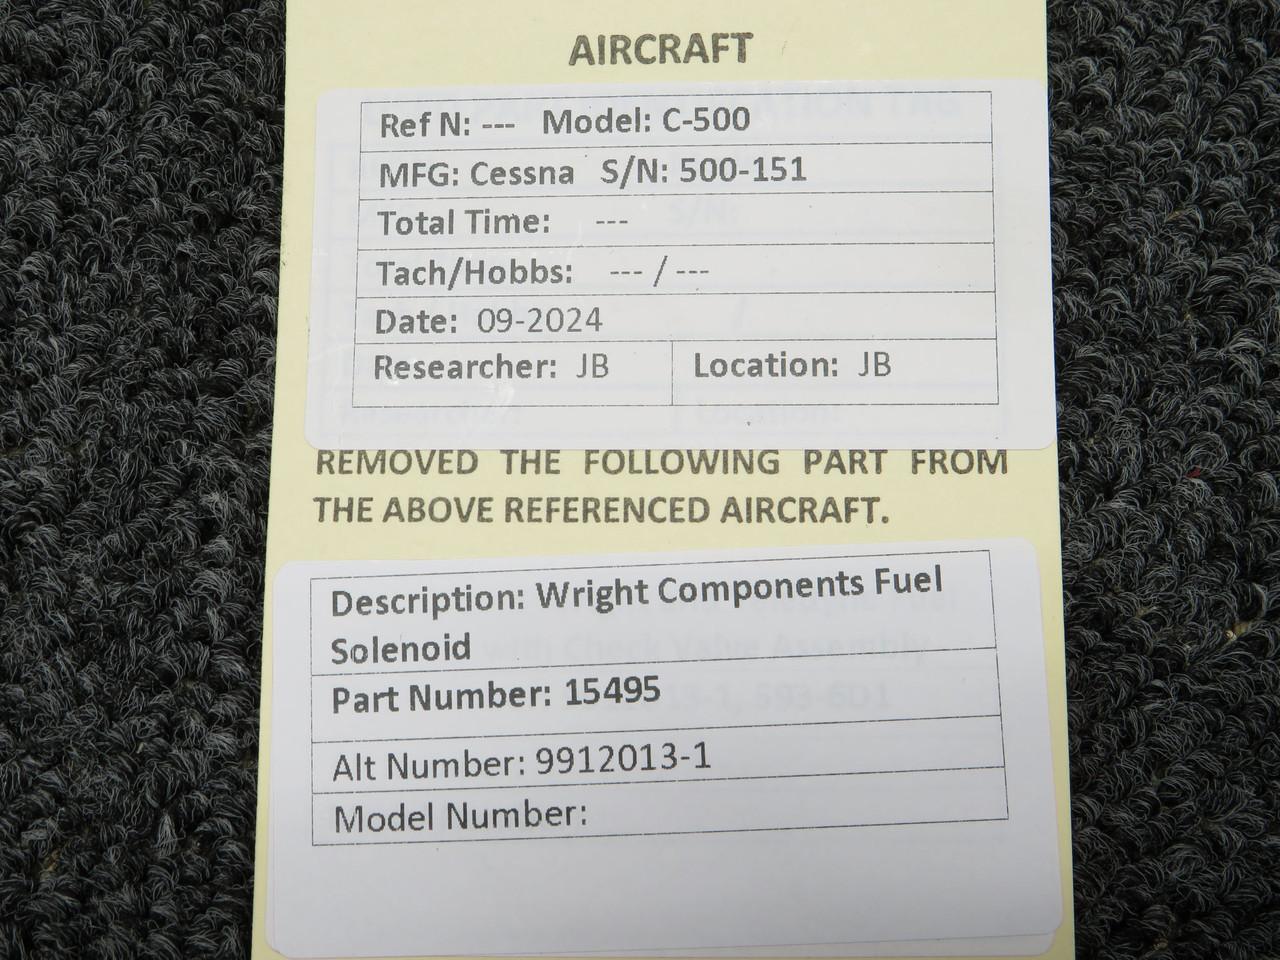 AIRCRAFT
Ref N: --- Model: C-500
MFG: Cessna S/N: 500-151
Total Time: ---
Tach/Hobbs: --- / ---
Date: 09-2024
Researcher: JB Location: JB
REMOVED THE FOLLOWING PART FROM
THE ABOVE REFERENCED AIRCRAFT.
Description: Wright Components Fuel
Solenoid
Part Number: 15495
Alt Number: 9912013-1
Model Number: